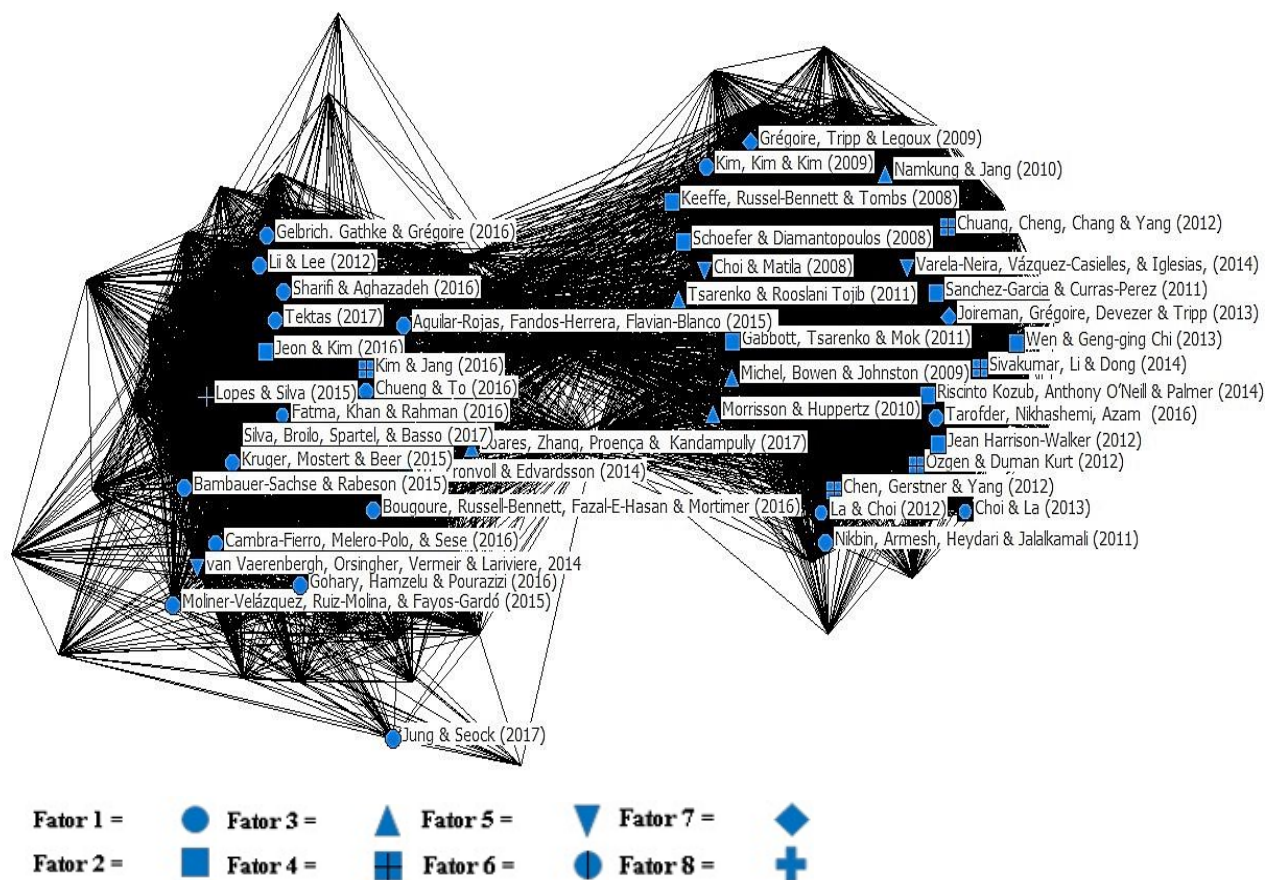 Grégoire, Tripp & Legoux (2009)
Kim, Kim & Kim (2009)
Namkung & Jang (2010)
Keeffe, Russel-Bennett & Tombs (2008)
Chuang, Cheng, Chang & Yang (2012)
Gelbrich. Gathke & Grégoire (2016)
Schoefer & Diamantopoulos (2008)
Lii & Lee (2012)
Choi & Matila (2008)
Varela-Neira, Vázquez-Casielles, & Iglesias, (2014)
Sharifi & Aghazadeh (2016)
Tsarenko & Rooslani Tojib (2011)
Sanchez-Garcia & Curras-Perez (2011)
Tektas (2017)
Aguilar-Rojas, Fandos-Herrera, Flavian-Blanco (2015)
Joireman, Grégoire, Devezer & Tripp (2013)
Jeon & Kim (2016)
Gabbott, Tsarenko & Mok (2011)
Wen & Geng-ging Chi (2013)
Kim & Jang (2016)
Michel, Bowen & Johnston (2009)
Sivakumar, Li & Dong (2014)
Lopes & Silva (2015)
Chueng & To (2016)
Riscinto Kozub, Anthony O'Neill & Palmer (2014)
Fatma, Khan & Rahman (2016)
Morrisson & Huppertz (2010)
Tarofder, Nikhashemi, Azam (2016)
Silva, Broilo, Spartel, & Basso (2017)
Soares, Zhang, Proença & Kandampully (2017)
Jean Harrison-Walker (2012)
Kruger, Mostert & Beer (2015)
ronvoll & Edvardsson (2014)
Ozgen & Duman Kurt (2012)
Bambauer-Sachse & Rabeson (2015)
Chen, Gerstner & Yang (2012)
Bougoure, Russell-Bennett, Fazal-E-Hasan & Mortimer (2016)
La & Choi (2012)
Choi & La (2013)
Cambra-Fierro, Melero-Polo, & Sese (2016)
Nikbin, Armesh, Heydari & Jalalkamali (2011)
van Vaerenbergh, Orsingher, Vermeir & Lariviere, 2014
Gohary, Hamzelu & Pourazizi (2016)
Moliner-Velázquez, Ruiz-Molina, & Fayos-Gardó (2015)
Jung & Seock (2017)
Fator 1 = Fator 3 = Fator 5 = Fator 7 =
Fator 2 = Fator 4 = Fator 6 = Fator 8 =